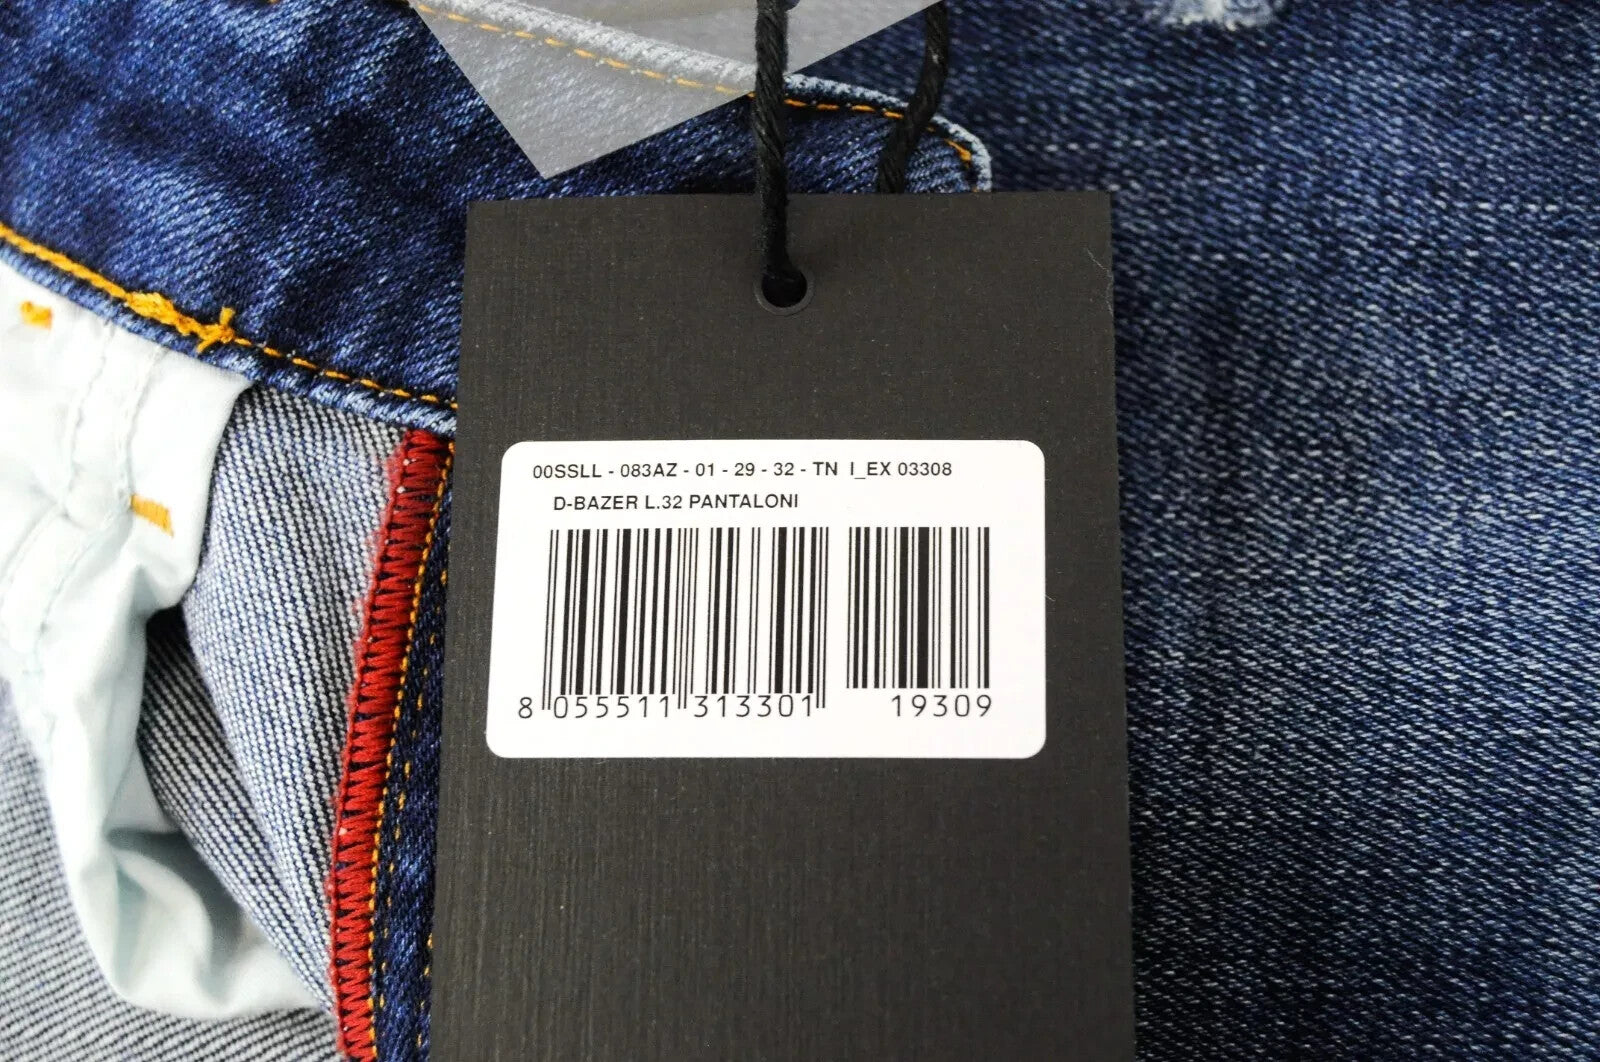 00SSLL - 083AZ - 01 - 29 - 32 - TN I_EX 03308
D-BAZER L.32 PANTALONI
8 055511 313301 19309